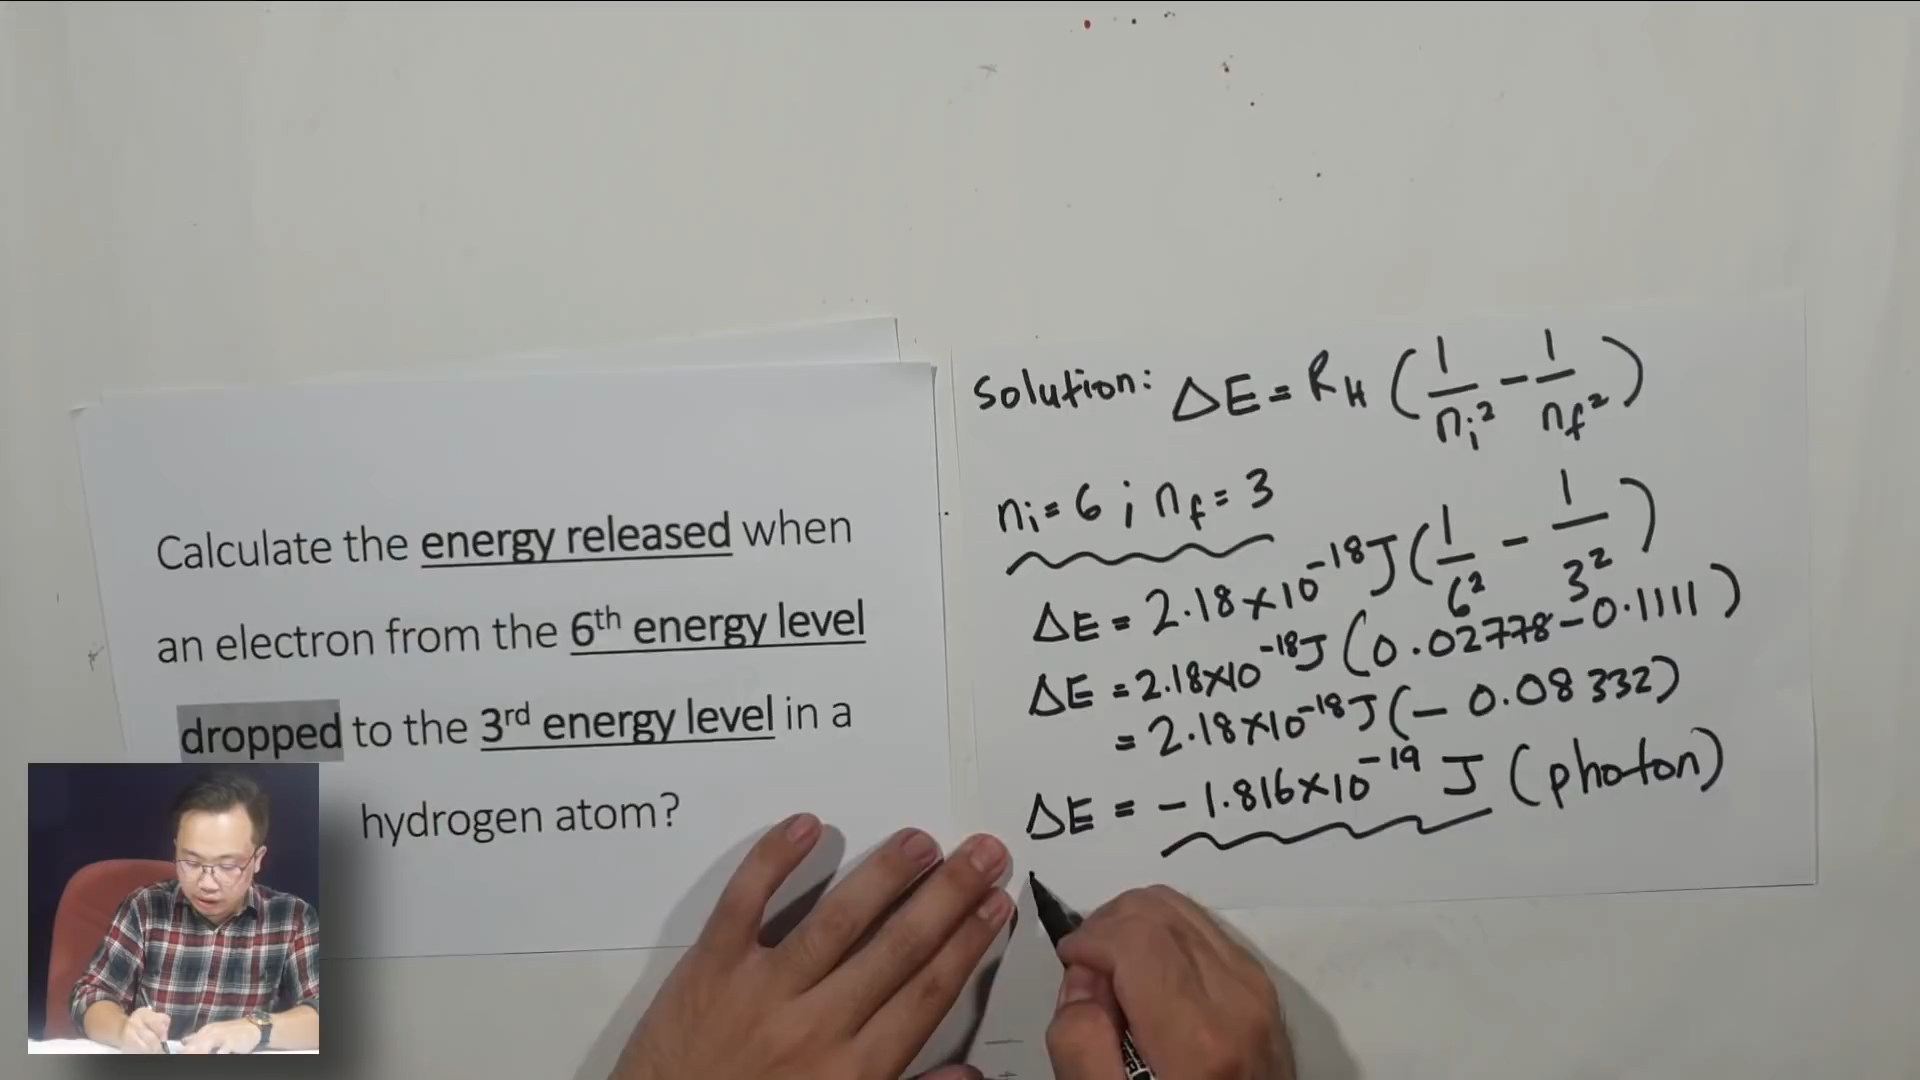 Calculate the energy released when
an electron from the 6th energy level
dropped to the 3rd energy level in a
hydrogen atom?
Solution: ΔE = RH (1/ni² - 1/nf²)
ni = 6 ; nf = 3
ΔE = 2.18×10⁻¹⁸J (1/6² - 1/3²)
ΔE = 2.18×10⁻¹⁸J (0.02778-0.1111)
= 2.18×10⁻¹⁸J (- 0.08332)
ΔE = -1.816×10⁻¹⁹ J (photon)